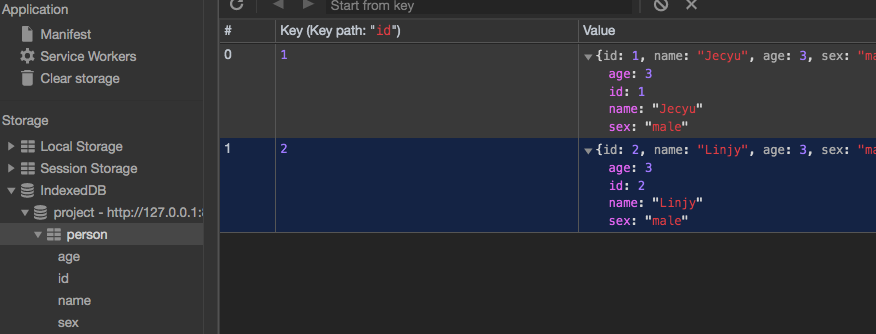 Application
Manifest
Service Workers
Clear storage
Storage
Local Storage
Session Storage
IndexedDB
project - http://127.0.0.1:
person
age
id
name
sex
Start from key
# Key (Key path: "id") Value
0 1 {id: 1, name: "Jecyu", age: 3, sex: "ma
age: 3
id: 1
name: "Jecyu"
sex: "male"
1 2 {id: 2, name: "Linjy", age: 3, sex: "ma
age: 3
id: 2
name: "Linjy"
sex: "male"